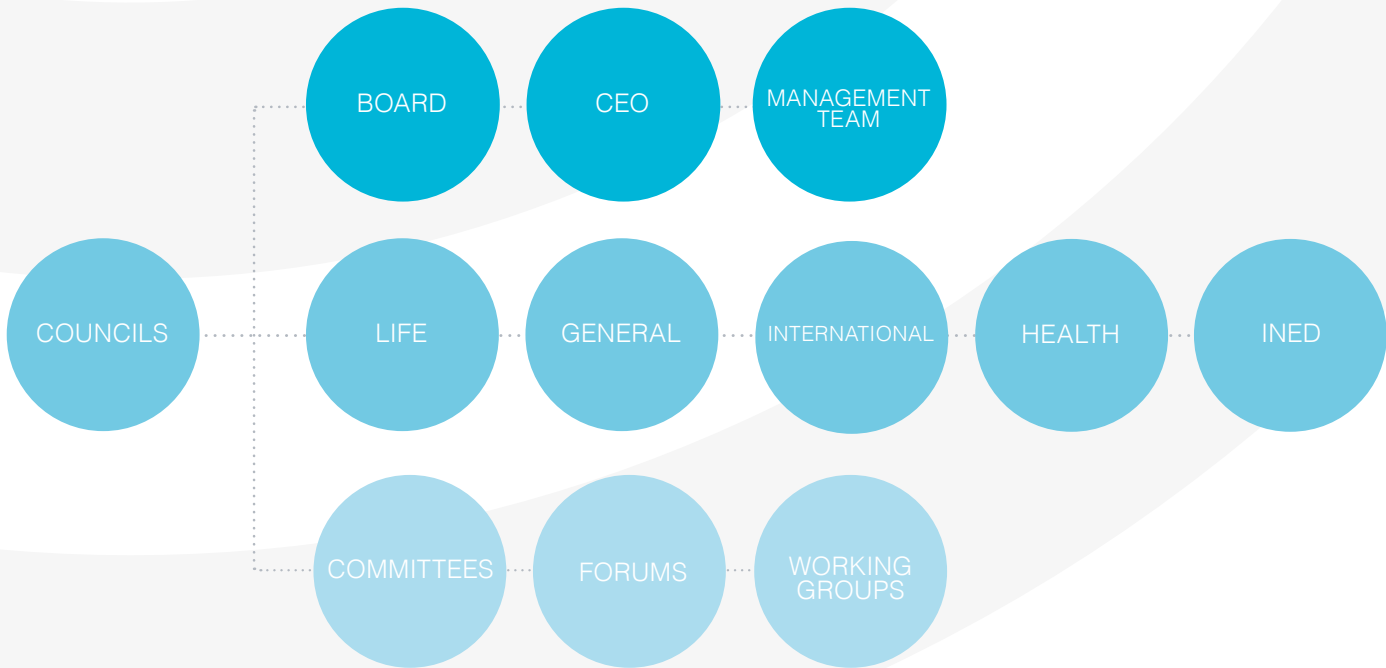 BOARD
CEO
MANAGEMENT
TEAM
COUNCILS
LIFE
GENERAL
INTERNATIONAL
HEALTH
INED
COMMITTEES
FORUMS
WORKING
GROUPS